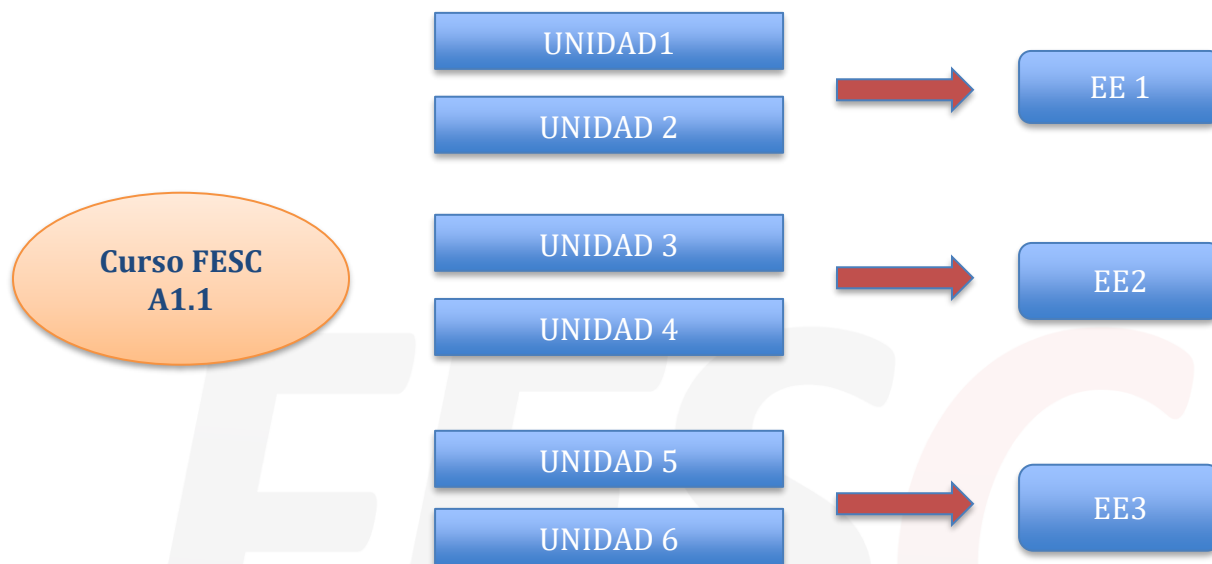 UNIDAD1
UNIDAD 2
EE 1
Curso FESC
A1.1
UNIDAD 3
UNIDAD 4
EE2
UNIDAD 5
UNIDAD 6
EE3
FESC